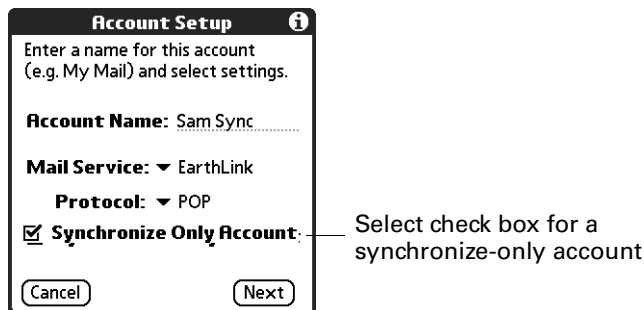 Account Setup
Enter a name for this account
(e.g. My Mail) and select settings.
Account Name: Sam Sync
Mail Service: EarthLink
Protocol: POP
Synchronize Only Account
Select check box for a
synchronize-only account
Cancel Next